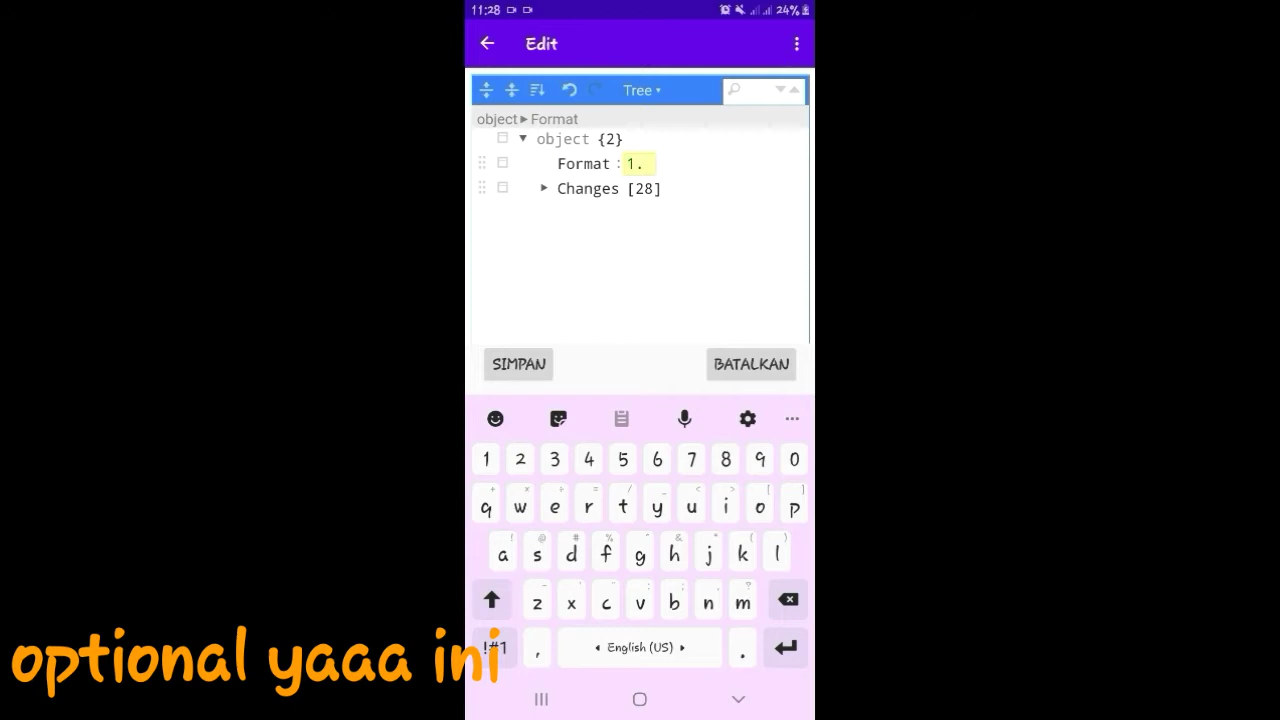 11:28 24%
Edit
Tree
object ▸ Format
object {2}
Format : 1.
Changes [28]
SIMPAN BATALKAN
1 2 3 4 5 6 7 8 9 0
q w e r t y u i o p
a s d f g h j k l
z x c v b n m
!#1 , English (US) .
optional yaaa ini